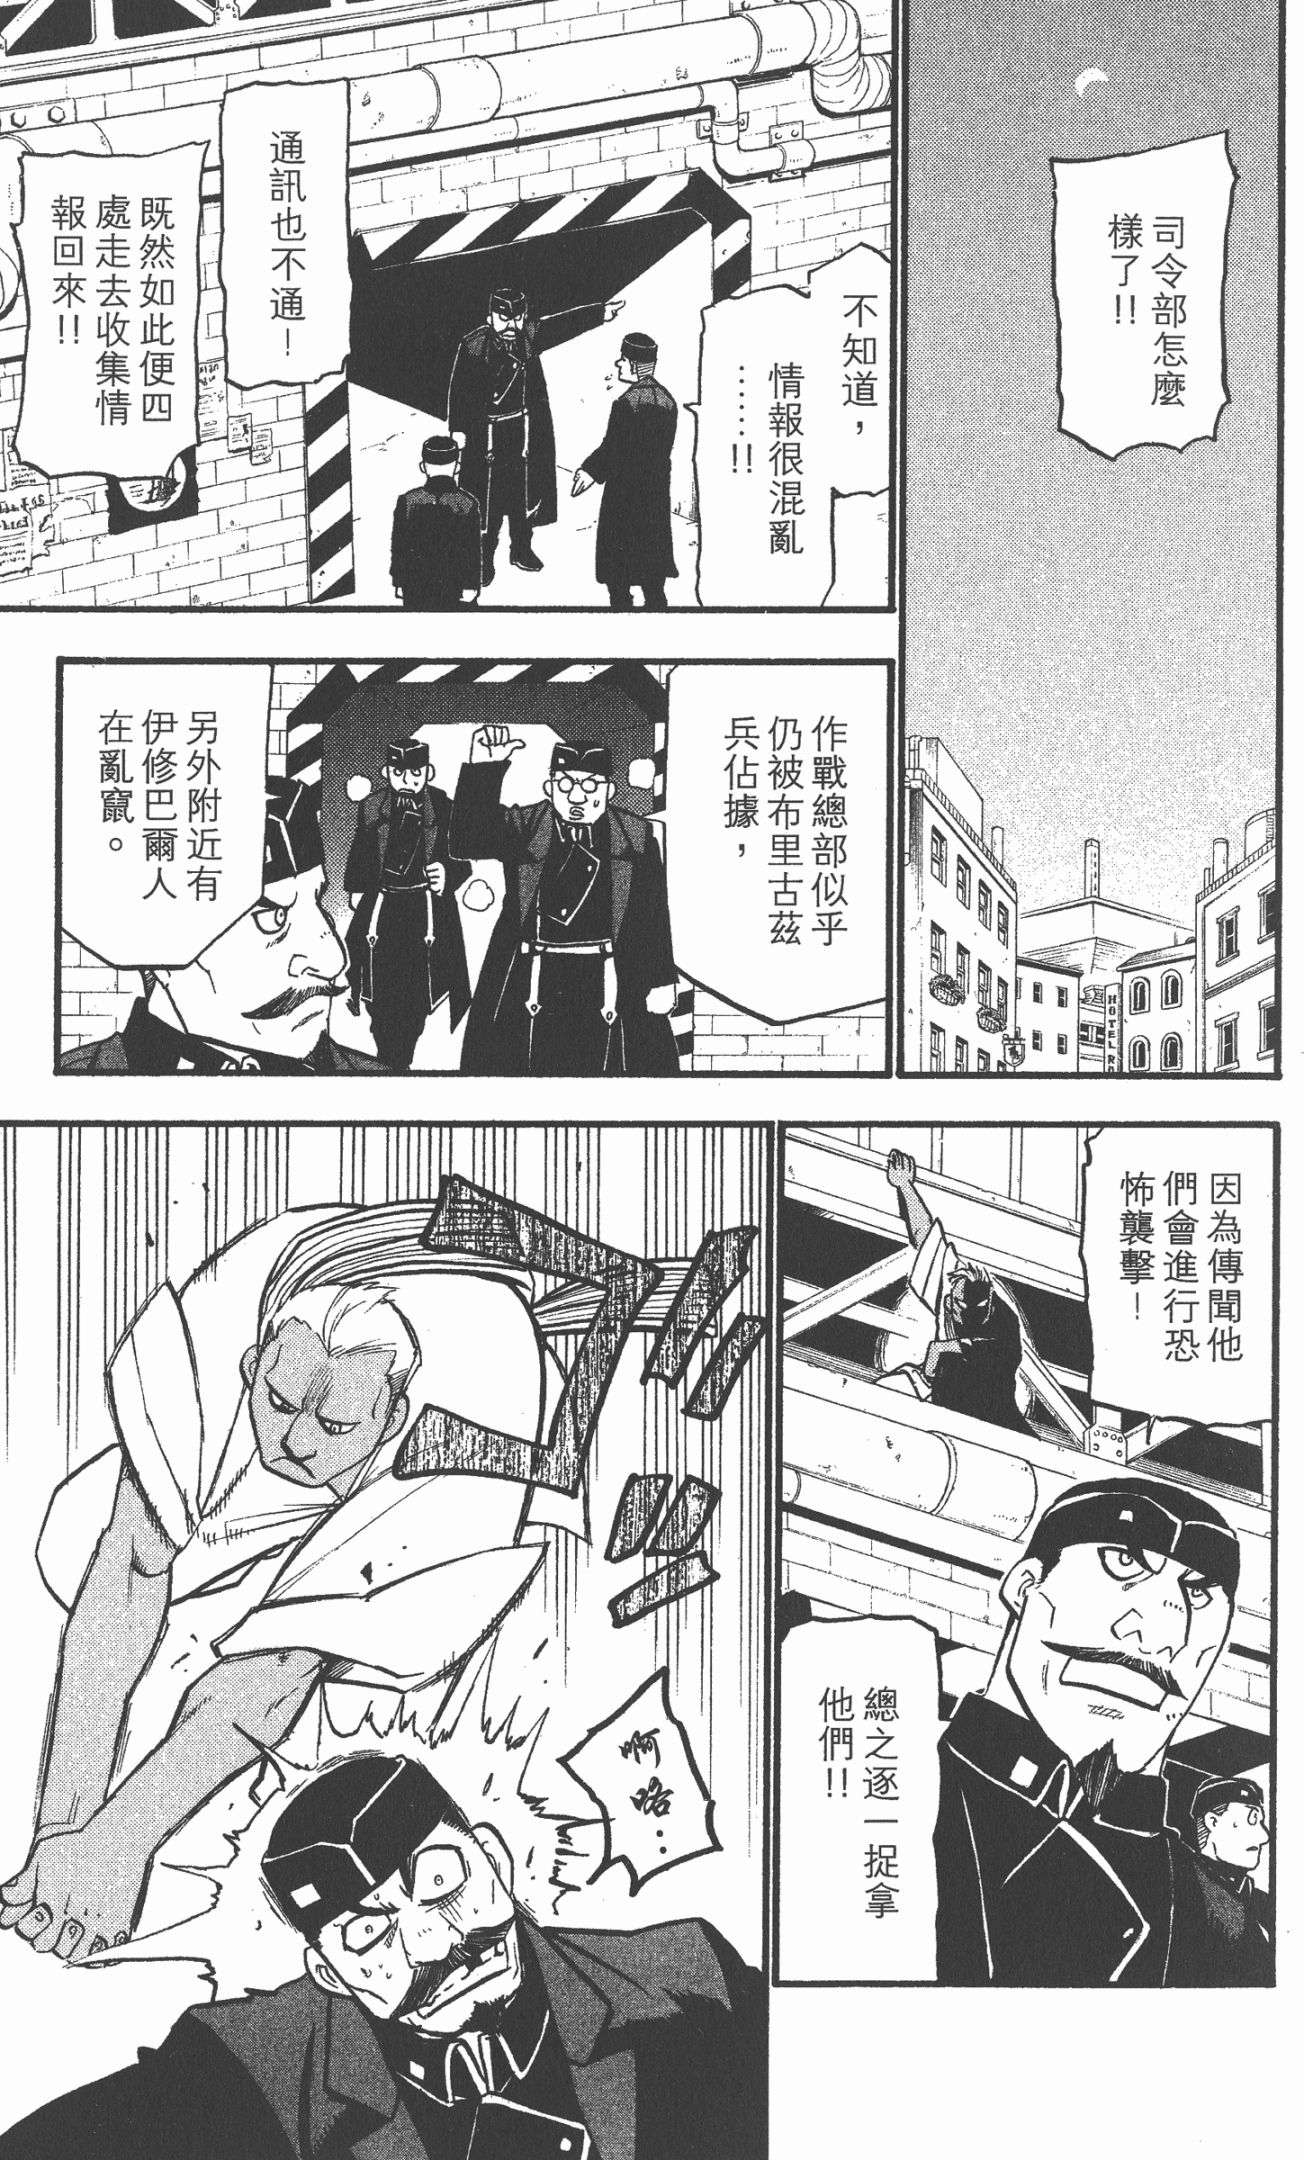 司令部怎麼
樣了!!
不知道，
情報很混亂
……!!
通訊也不通！
既然如此便四
處走去收集情
報回來!!
HOTEL R
作戰總部似乎
仍被布里古茲
兵佔據，
另外附近有
伊修巴爾人
在亂竄。
因為傳聞他
們會進行恐
怖襲擊！
總之逐一捉拿
他們!!
啊咯…